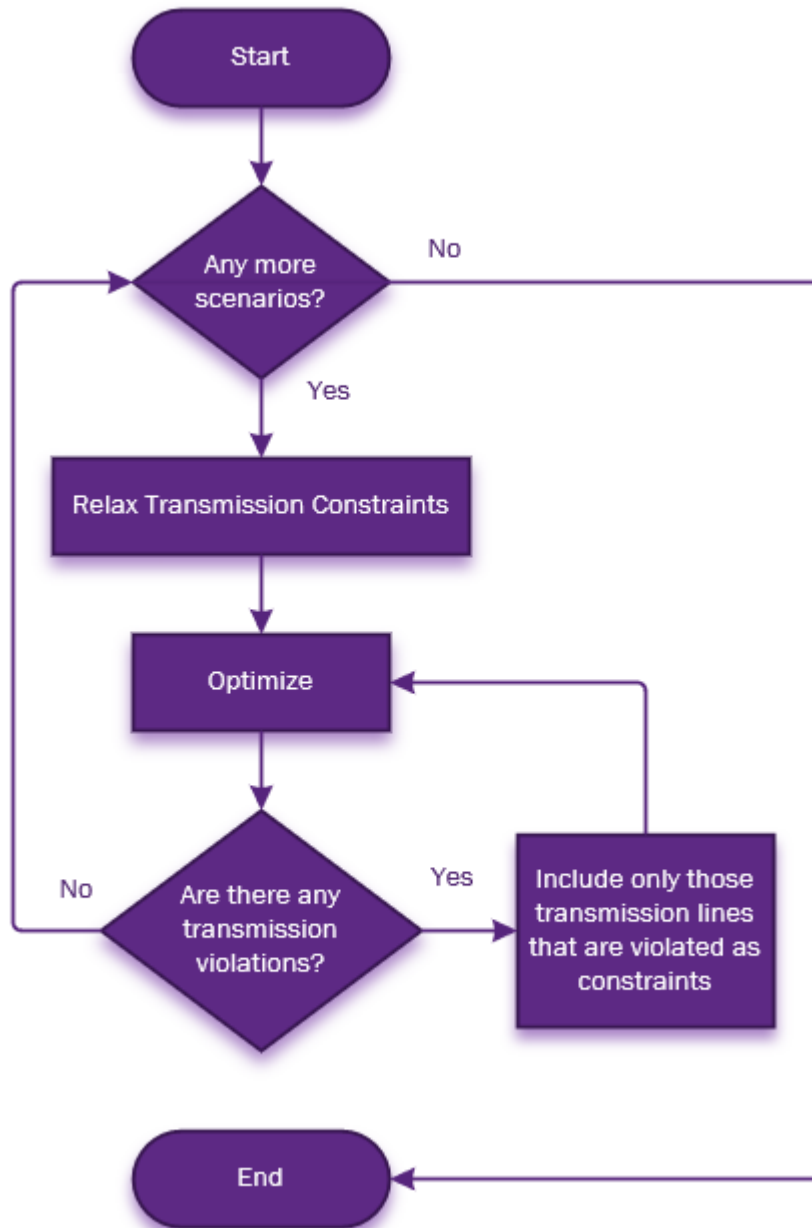 Start
Any more
scenarios?
No
Yes
Relax Transmission Constraints
Optimize
Are there any
transmission
violations?
No
Yes
Include only those
transmission lines
that are violated as
constraints
End